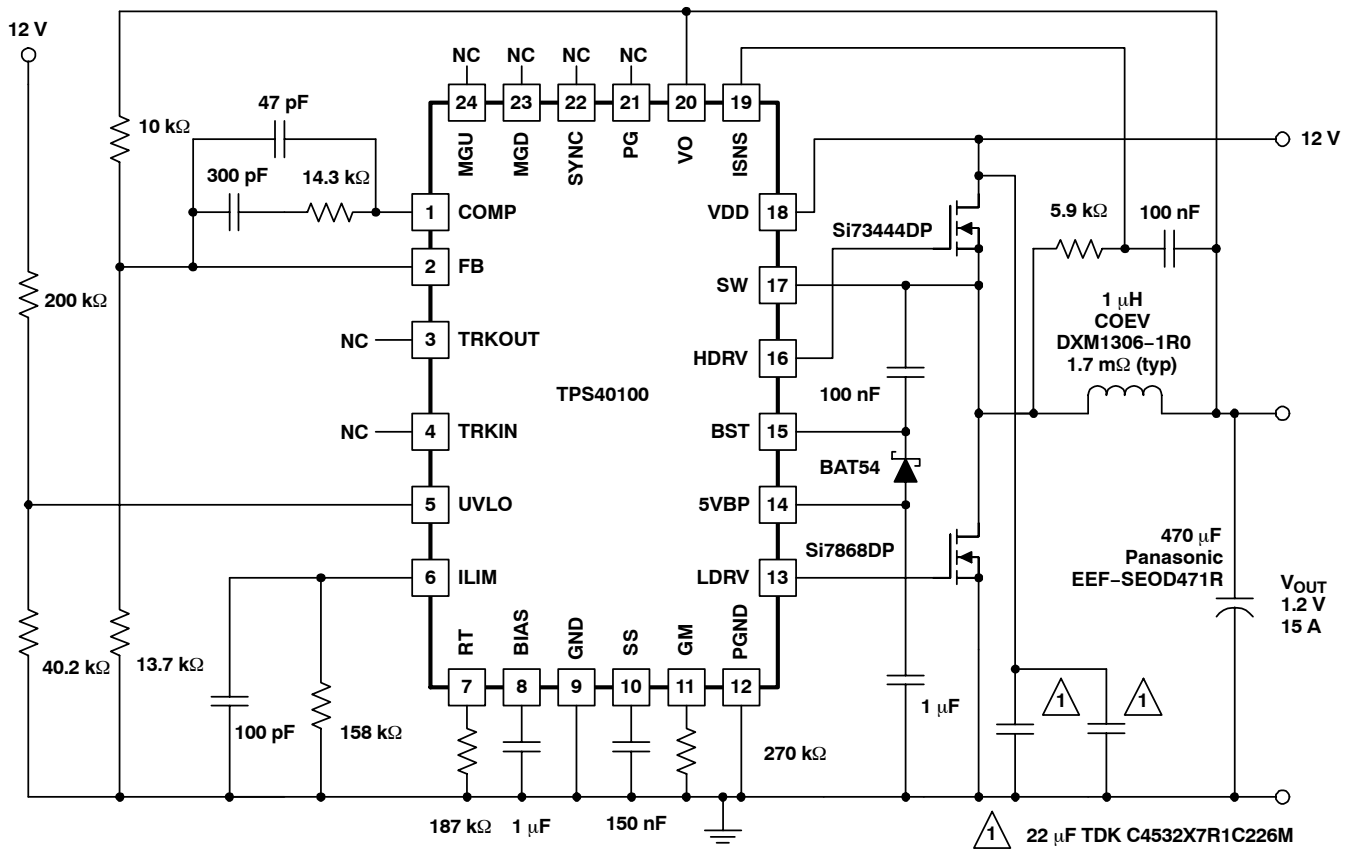 12 V
NC
NC
NC
NC
24
23
22
21
20
19
MGU
MGD
SYNC
PG
VO
ISNS
47 pF
10 kΩ
300 pF
14.3 kΩ
1
COMP
VDD
18
12 V
5.9 kΩ
100 nF
Si73444DP
2
FB
SW
17
200 kΩ
1 μH
COEV
DXM1306−1R0
1.7 mΩ (typ)
NC
3
TRKOUT
HDRV
16
100 nF
TPS40100
NC
4
TRKIN
BST
15
BAT54
5
UVLO
5VBP
14
Si7868DP
470 μF
Panasonic
EEF−SEOD471R
6
ILIM
LDRV
13
VOUT
1.2 V
15 A
RT
BIAS
GND
SS
GM
PGND
40.2 kΩ
13.7 kΩ
7
8
9
10
11
12
100 pF
158 kΩ
1 μF
1
1
270 kΩ
187 kΩ
1 μF
150 nF
1
22 μF TDK C4532X7R1C226M